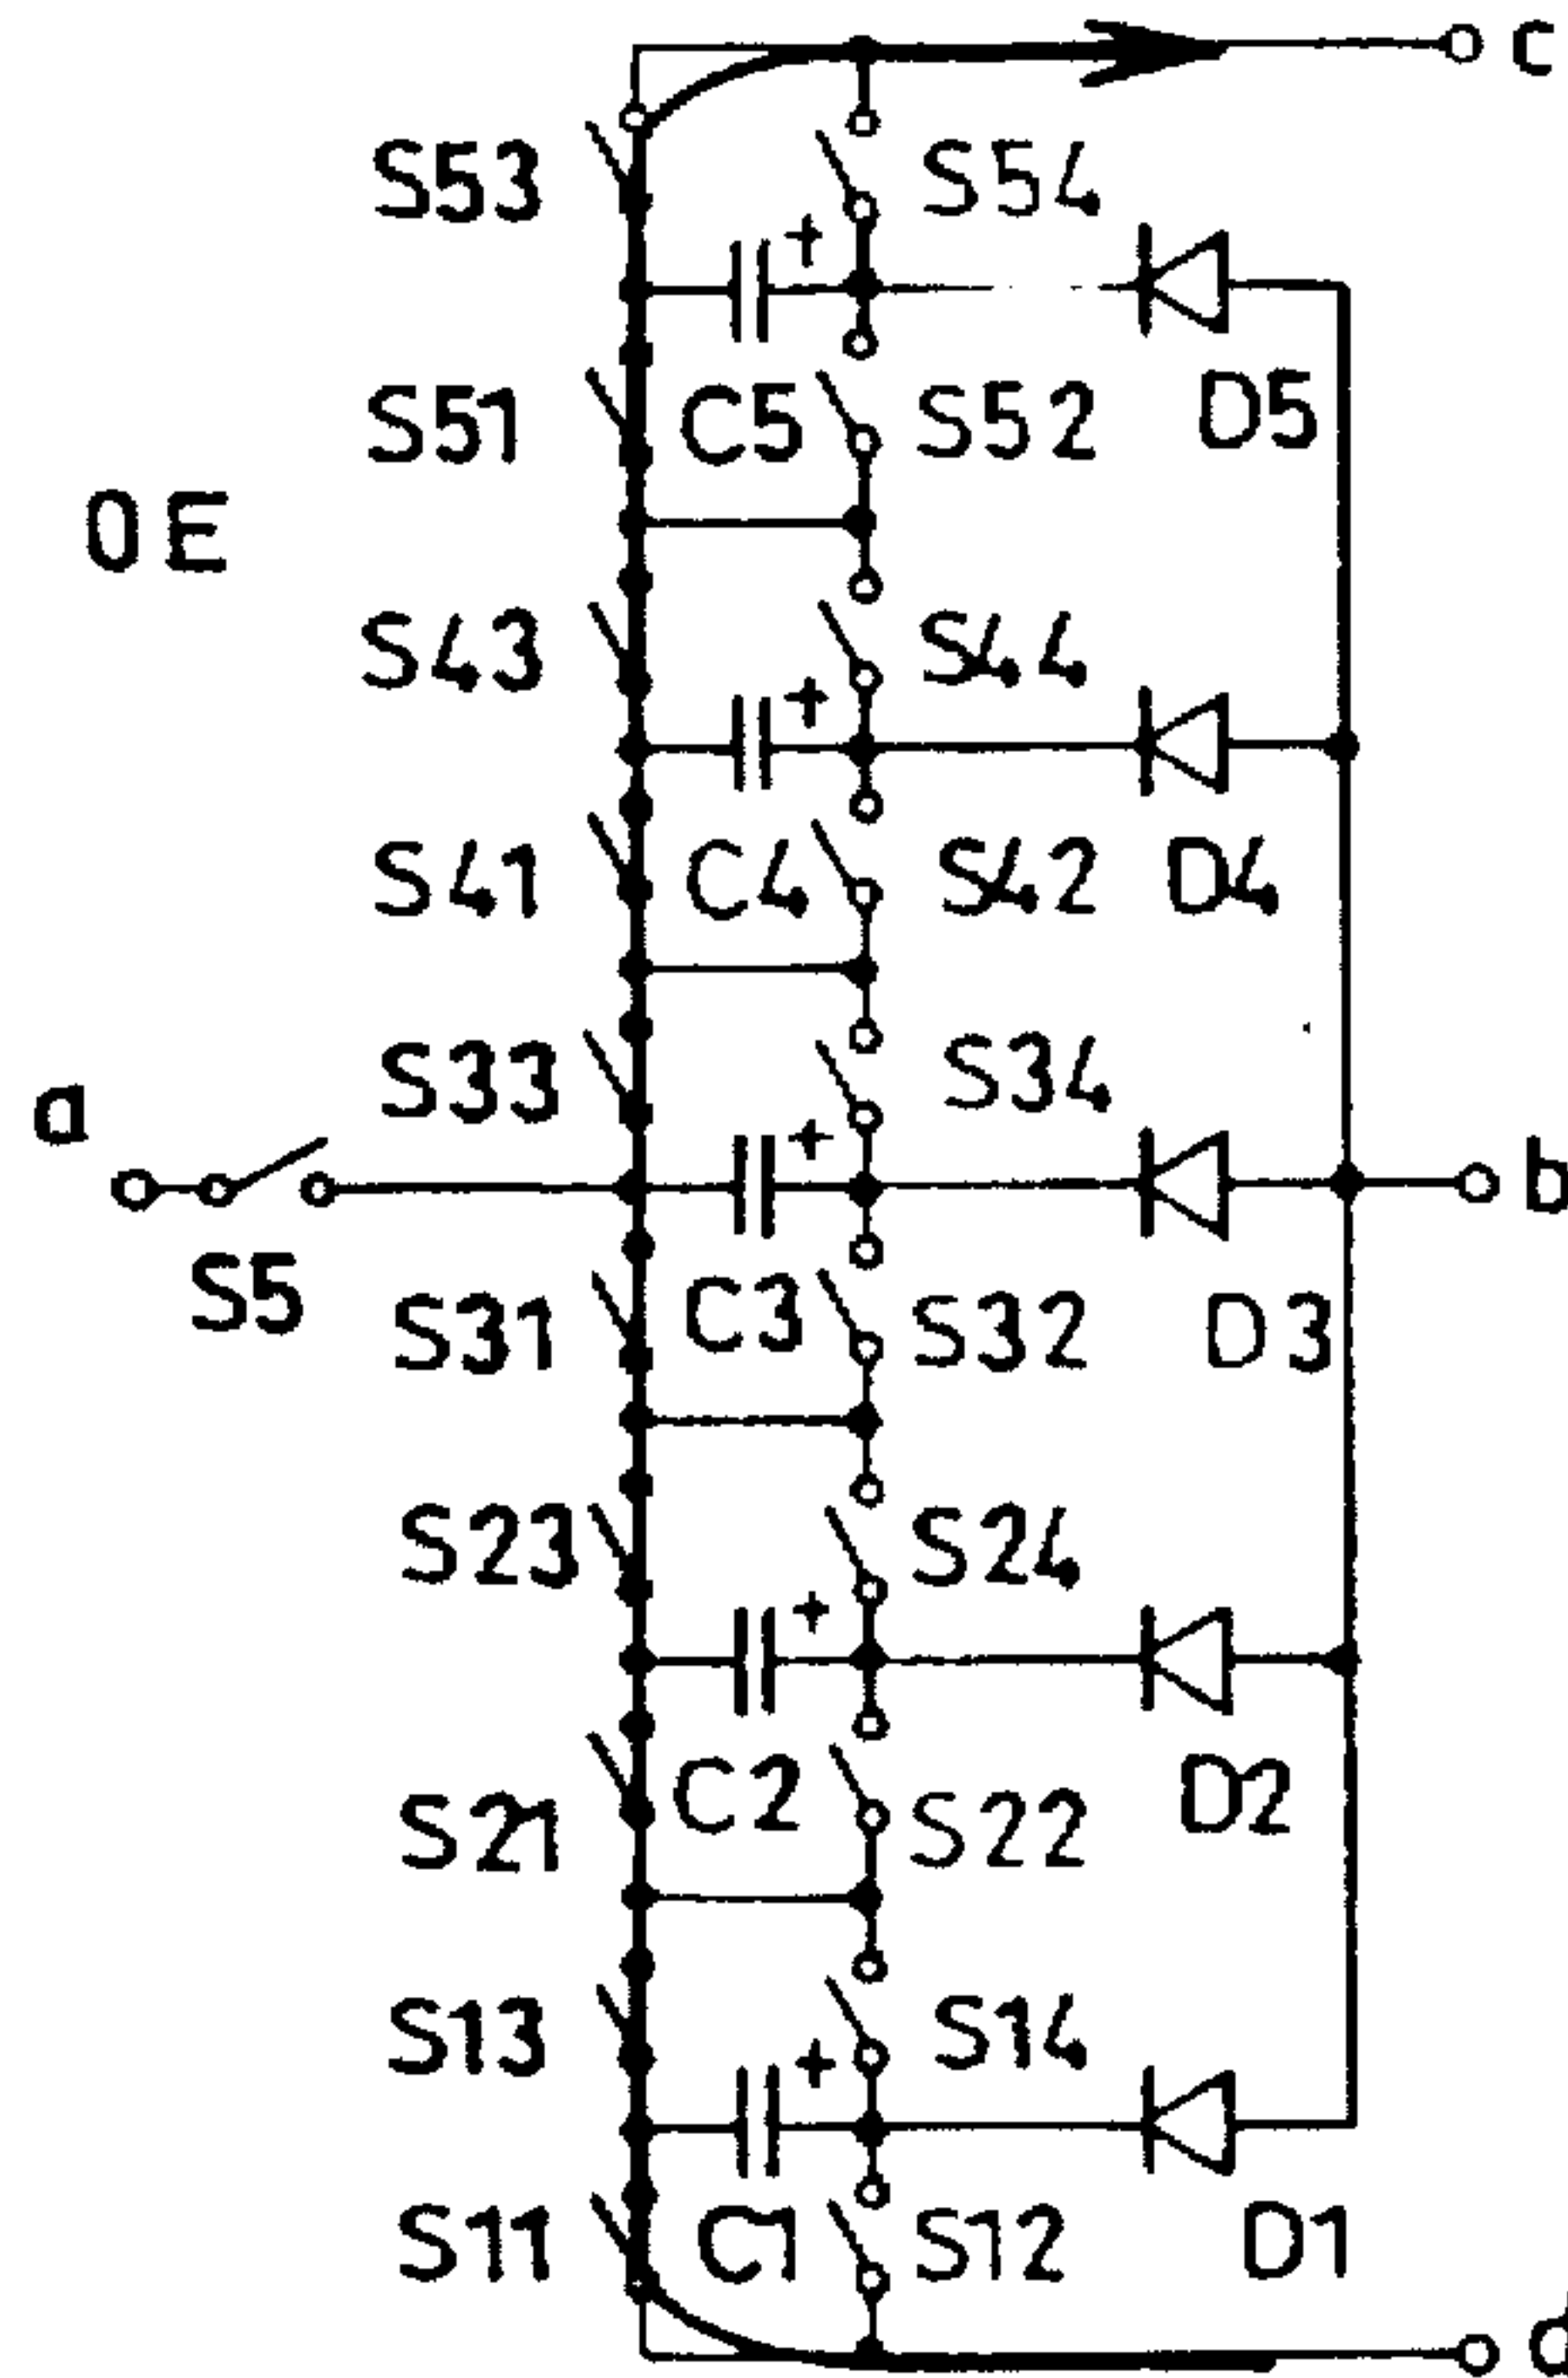 c
S53 S54
+
S51 C5 S52 D5
0E
S43 S44
+
S41 C4 S42 D4
S33 S34
a
+
b
S5
S31 C3 S32 D3
S23 S24
+
S21 C2 S22 D2
S13 S14
+
S11 C1 S12 D1